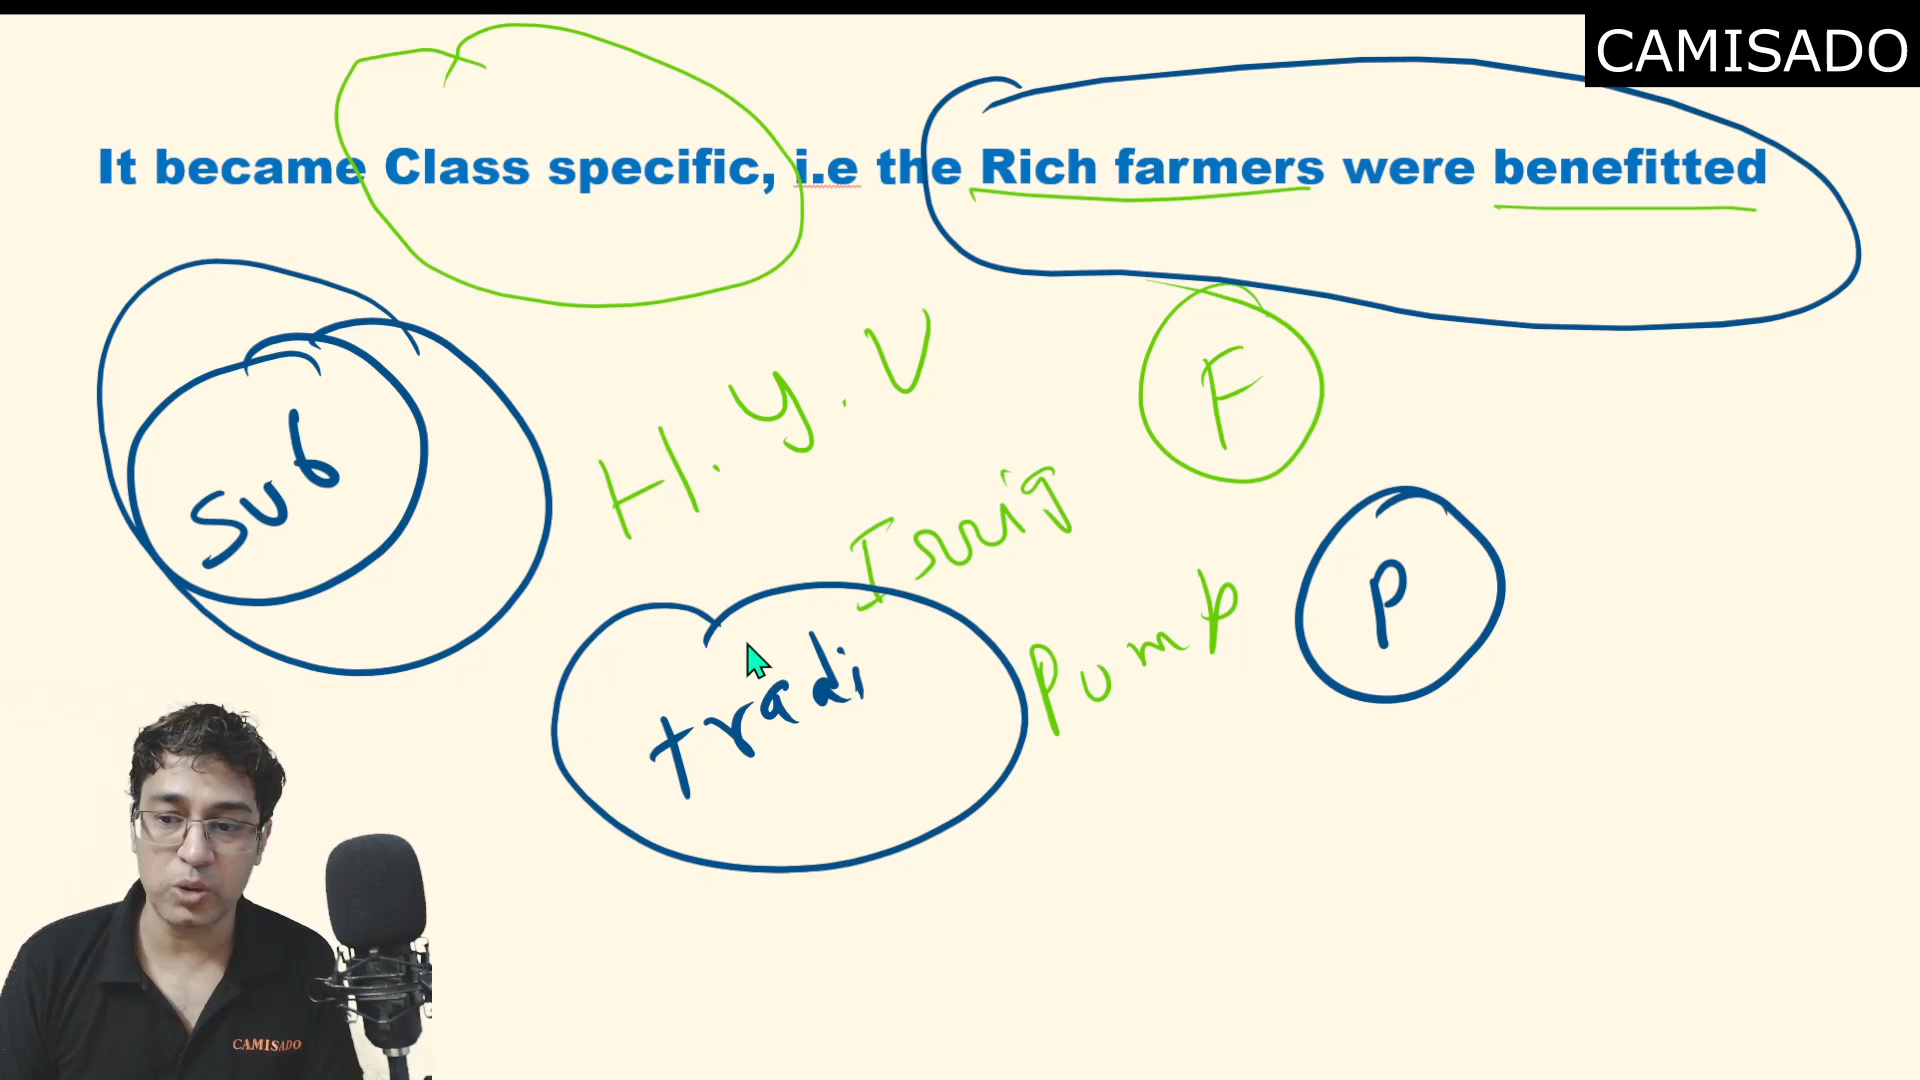 CAMISADO
It became Class specific, i.e the Rich farmers were benefitted
H.y.V
F
Sub
Irrig
P
Pump
tradi
CAMISADO